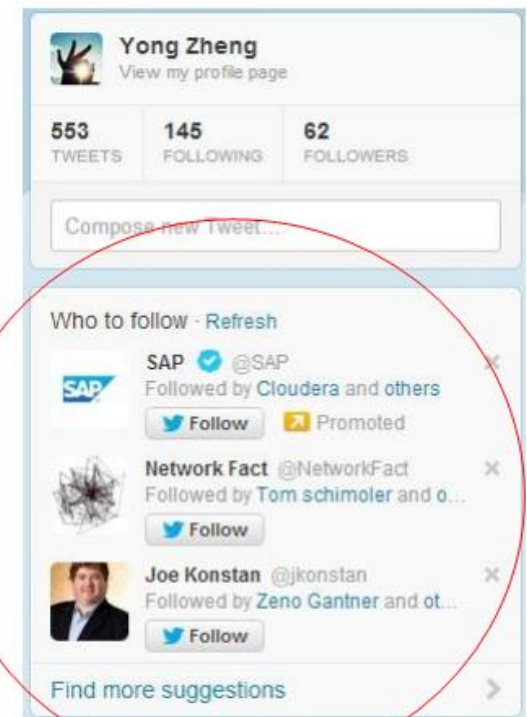 Yong Zheng
View my profile page
553
TWEETS
145
FOLLOWING
62
FOLLOWERS
Compose new Tweet...
Who to follow · Refresh
SAP @SAP
SAP
Followed by Cloudera and others
Follow
Promoted
Network Fact @NetworkFact
Followed by Tom schimoler and o...
Follow
Joe Konstan @jkonstan
Followed by Zeno Gantner and ot...
Follow
Find more suggestions